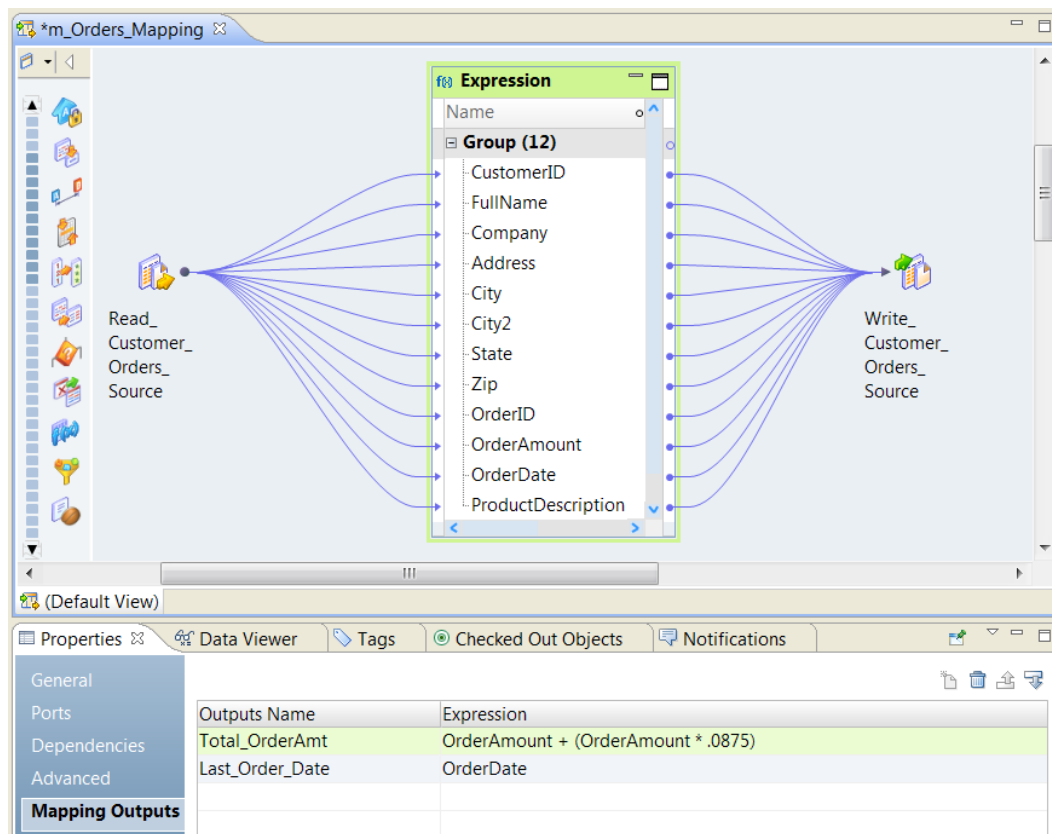 *m_Orders_Mapping
f(x) Expression
Name
Group (12)
CustomerID
FullName
Company
Address
City
City2
State
Zip
OrderID
OrderAmount
OrderDate
ProductDescription
Read_
Customer_
Orders_
Source
Write_
Customer_
Orders_
Source
(Default View)
Properties Data Viewer Tags Checked Out Objects Notifications
General
Ports
Dependencies
Advanced
Mapping Outputs
Outputs Name Expression
Total_OrderAmt OrderAmount + (OrderAmount * .0875)
Last_Order_Date OrderDate